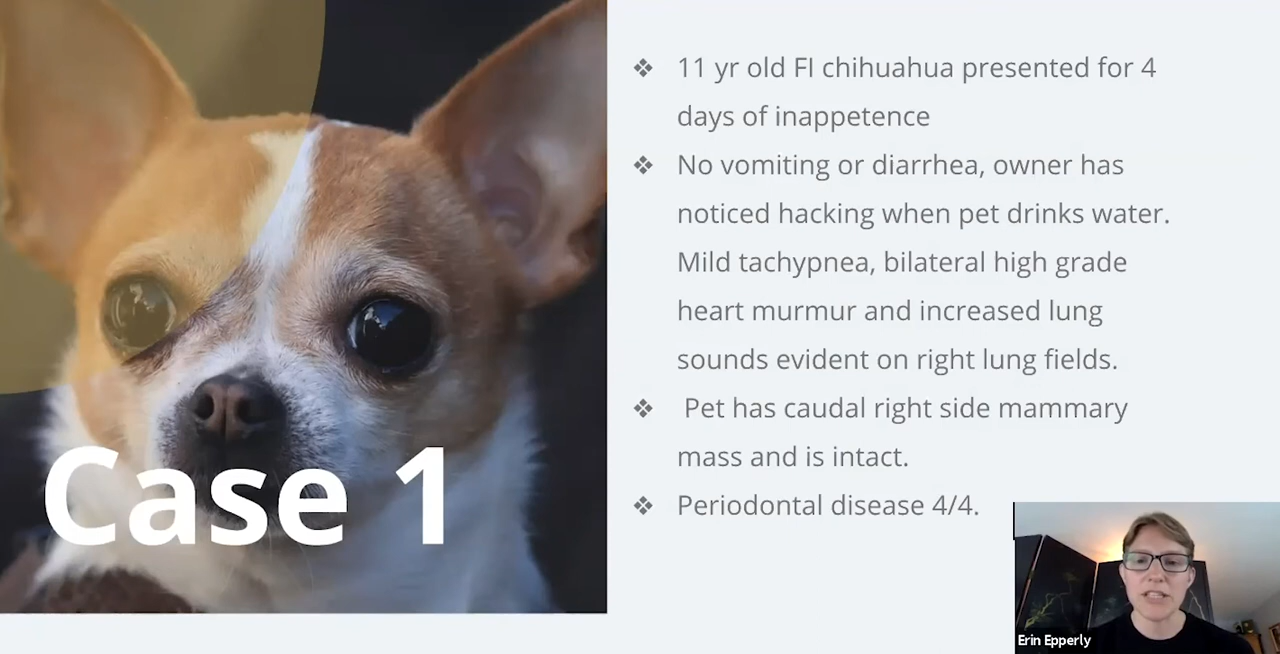 Case 1
❖ 11 yr old FI chihuahua presented for 4
days of inappetence
❖ No vomiting or diarrhea, owner has
noticed hacking when pet drinks water.
Mild tachypnea, bilateral high grade
heart murmur and increased lung
sounds evident on right lung fields.
❖ Pet has caudal right side mammary
mass and is intact.
❖ Periodontal disease 4/4.
Erin Epperly